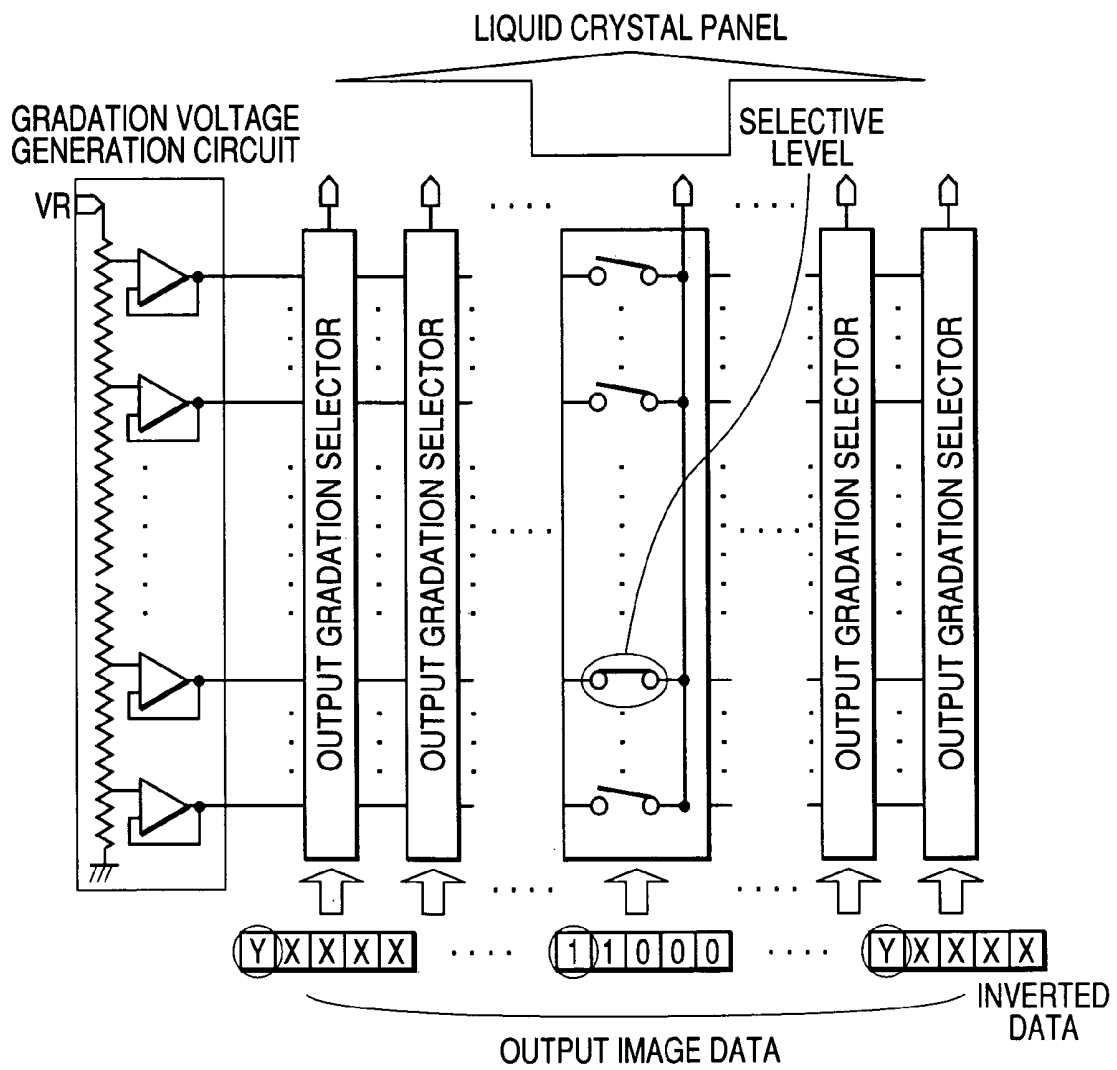 LIQUID CRYSTAL PANEL
GRADATION VOLTAGE
GENERATION CIRCUIT
SELECTIVE
LEVEL
VR
OUTPUT GRADATION SELECTOR
OUTPUT GRADATION SELECTOR
OUTPUT GRADATION SELECTOR
OUTPUT GRADATION SELECTOR
Y X X X X
1 1 0 0 0
Y X X X X
INVERTED
DATA
OUTPUT IMAGE DATA